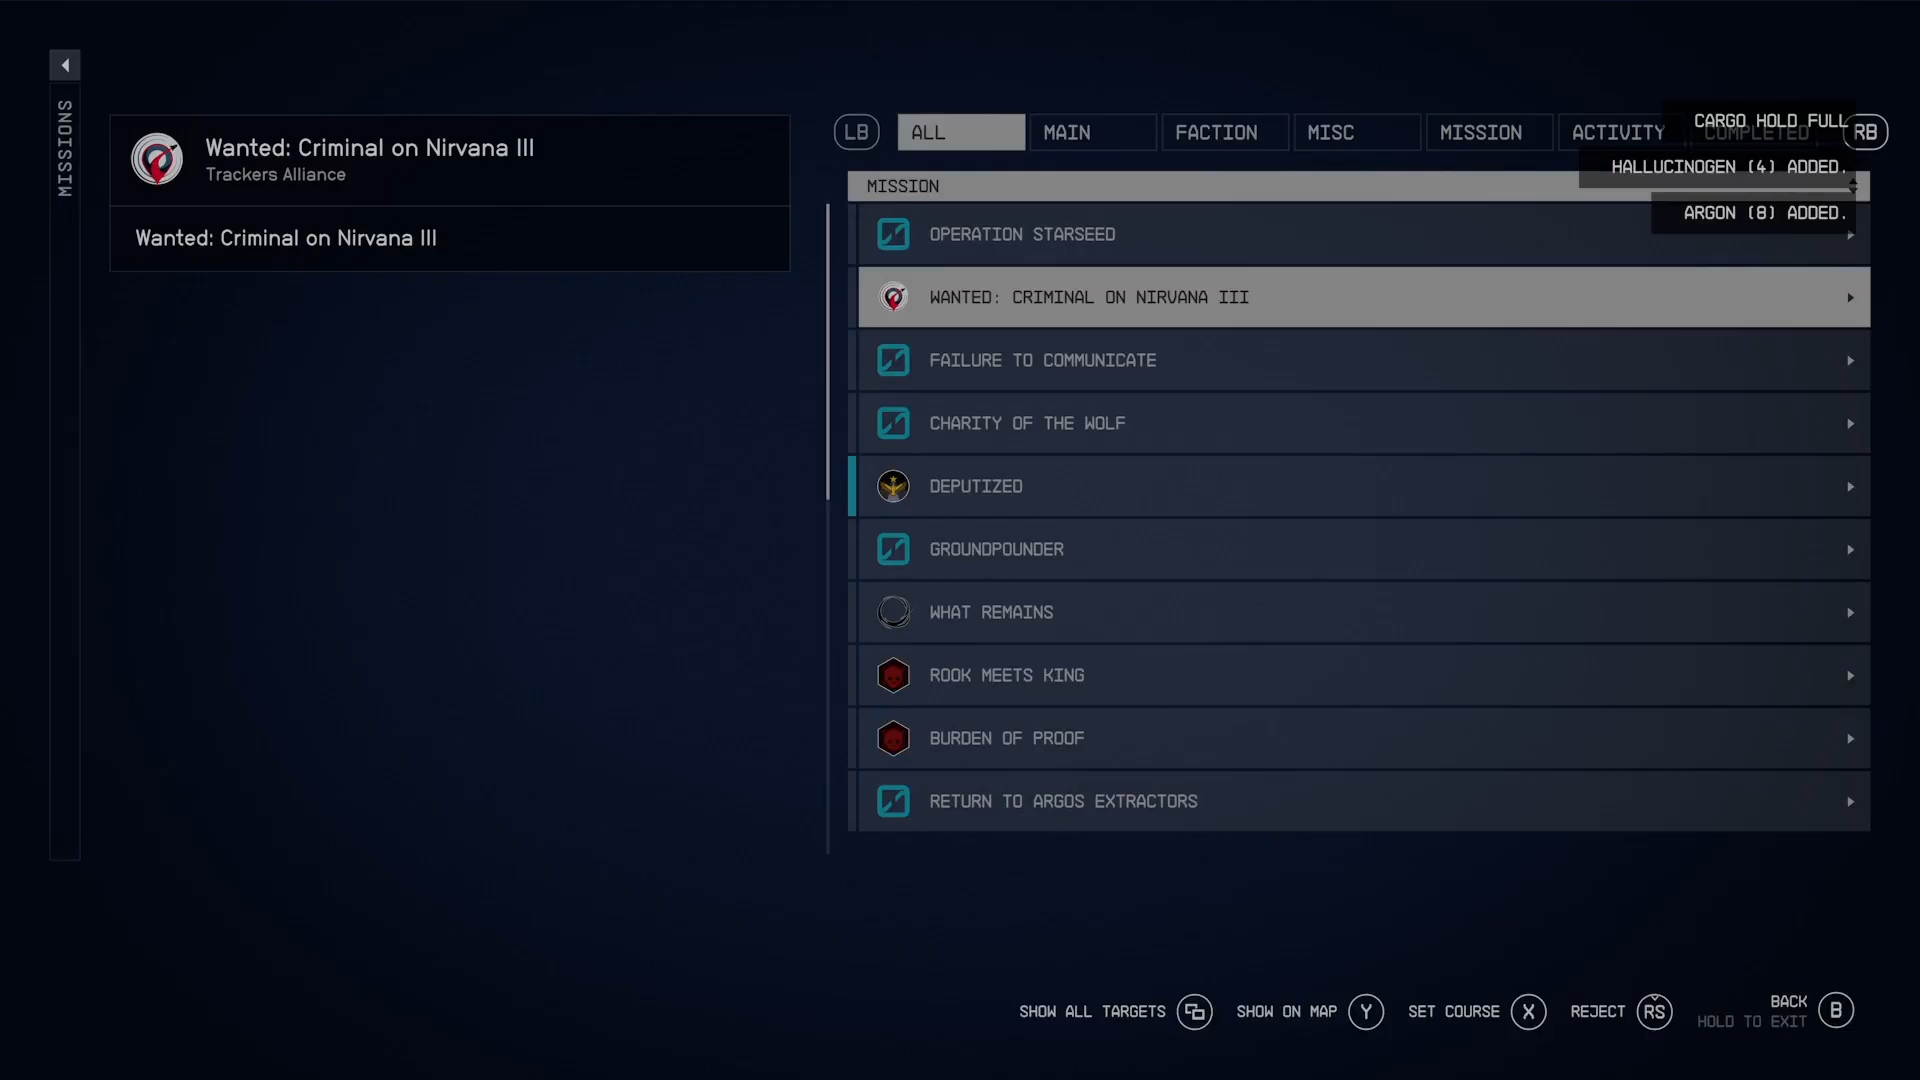 MISSIONS
Wanted: Criminal on Nirvana III
Trackers Alliance
Wanted: Criminal on Nirvana III
LB
ALL
MAIN
FACTION
MISC
MISSION
ACTIVITY
COMPLETED
RB
CARGO HOLD FULL
HALLUCINOGEN (4) ADDED.
ARGON (8) ADDED.
MISSION
OPERATION STARSEED
WANTED: CRIMINAL ON NIRVANA III
FAILURE TO COMMUNICATE
CHARITY OF THE WOLF
DEPUTIZED
GROUNDPOUNDER
WHAT REMAINS
ROOK MEETS KING
BURDEN OF PROOF
RETURN TO ARGOS EXTRACTORS
SHOW ALL TARGETS
SHOW ON MAP Y
SET COURSE X
REJECT RS
BACK B
HOLD TO EXIT